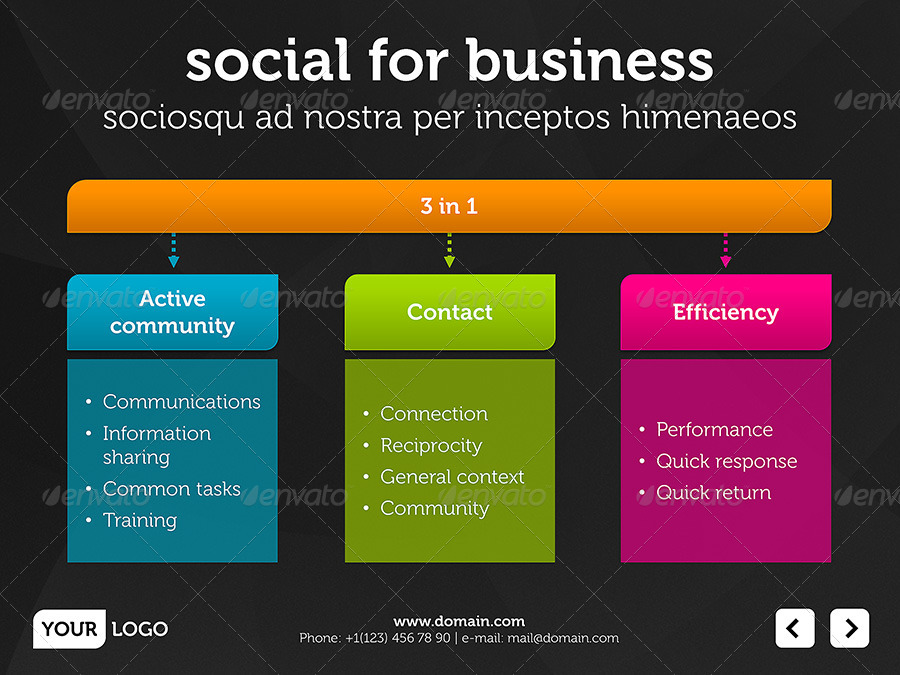 social for business
sociosqu ad nostra per inceptos himenaeos
3 in 1
Active
community
• Communications
• Information
sharing
• Common tasks
• Training
Contact
• Connection
• Reciprocity
• General context
• Community
Efficiency
• Performance
• Quick response
• Quick return
YOUR LOGO
www.domain.com
Phone: +1(123) 456 78 90 | e-mail: mail@domain.com
envato envato envato envato envato
envato envato envato envato envato
envato envato envato envato envato